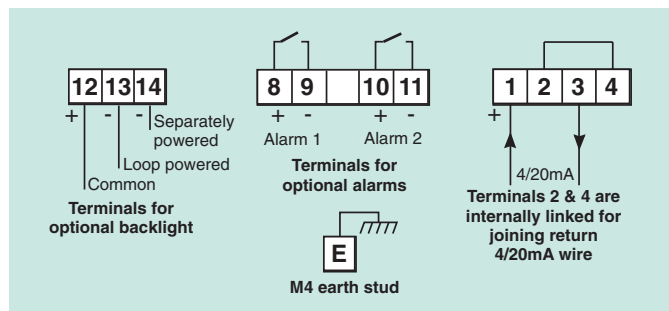 12 13 14
+ - -
Separately
powered
Loop powered
Common
Terminals for
optional backlight
8 9 10 11
+ - + -
Alarm 1 Alarm 2
Terminals for
optional alarms
E
M4 earth stud
1 2 3 4
+
4/20mA
Terminals 2 & 4 are
internally linked for
joining return
4/20mA wire